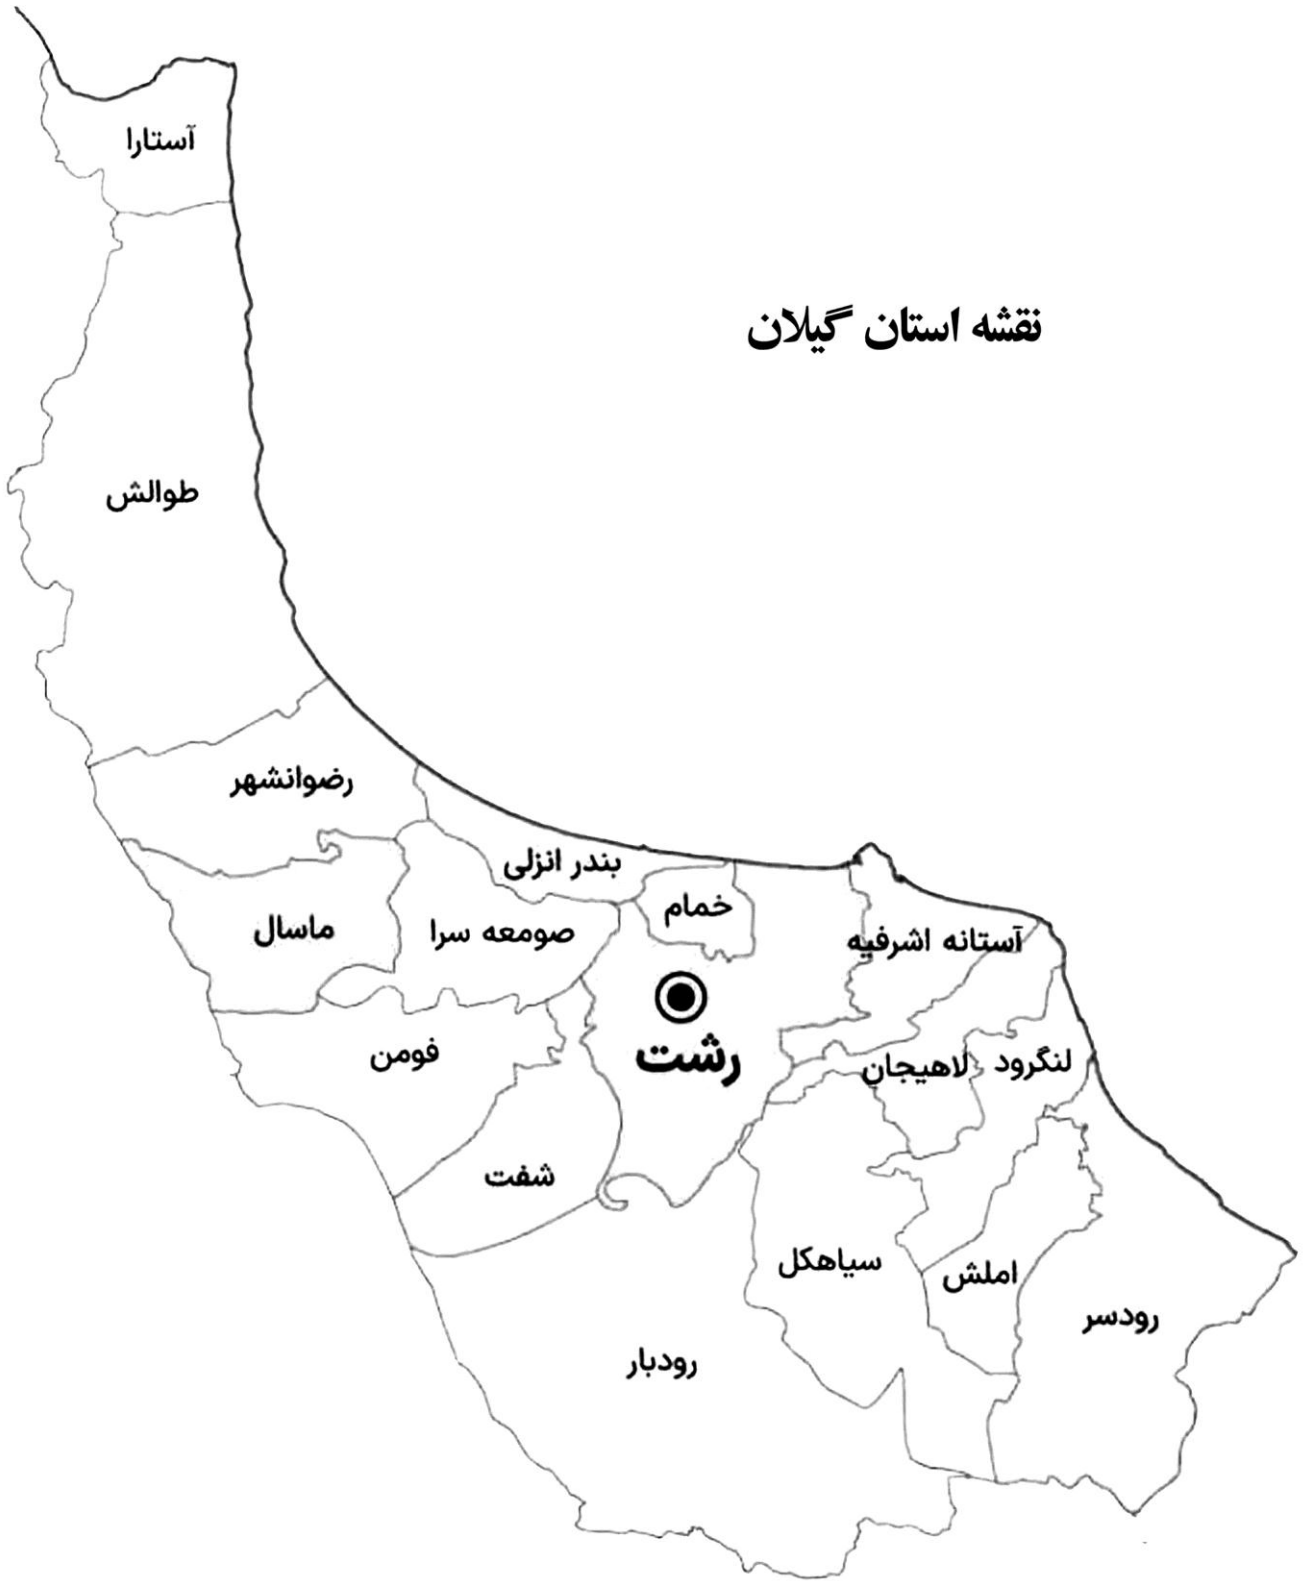 آستارا
نقشه استان گیلان
طوالش
رضوانشهر
بندر انزلی
خمام
ماسال
صومعه سرا
آستانه اشرفیه
فومن
رشت
لاهیجان
لنگرود
شفت
سیاهکل
املش
رودسر
رودبار